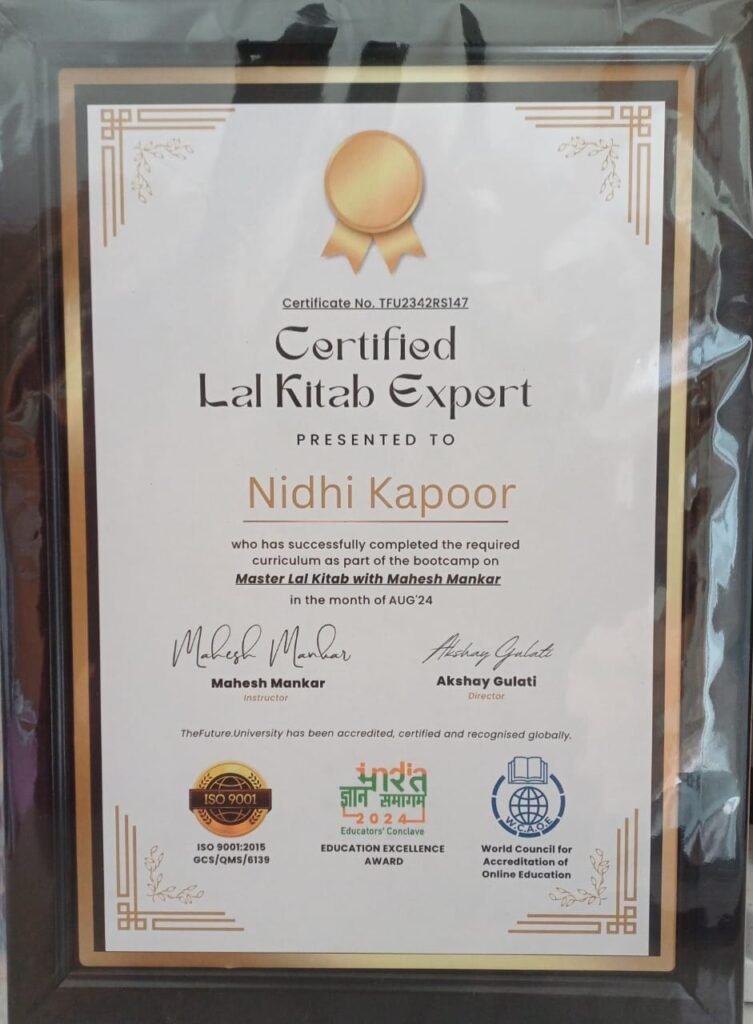 Certificate No. TFU2342RS147
Certified
Lal Kitab Expert
PRESENTED TO
Nidhi Kapoor
who has successfully completed the required
curriculum as part of the bootcamp on
Master Lal Kitab with Mahesh Mankar
in the month of AUG'24
Mahesh Mankar
Akshay Gulati
Mahesh Mankar
Akshay Gulati
Instructor
Director
TheFuture.University has been accredited, certified and recognised globally.
ISO 9001
india
भारत
ज्ञान समागम
2024
Educators' Conclave
W.C.A.O.E
ISO 9001:2015
GCS/QMS/6139
EDUCATION EXCELLENCE
AWARD
World Council for
Accreditation of
Online Education